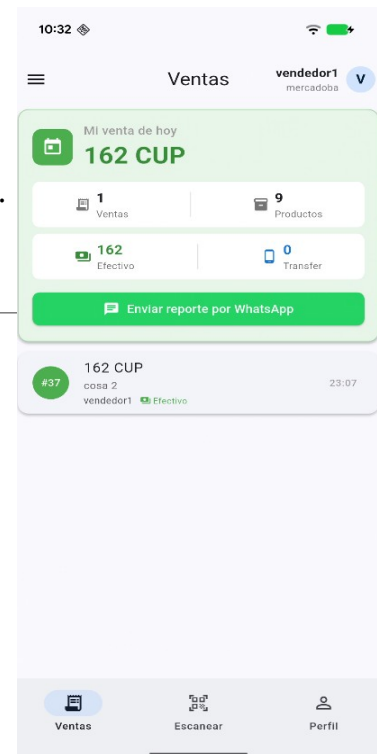 10:32
Ventas
vendedor1
mercadoba
V
Mi venta de hoy
162 CUP
1
Ventas
9
Productos
162
Efectivo
0
Transfer
Enviar reporte por WhatsApp
#37
162 CUP
cosa 2
vendedor1 Efectivo
23:07
Ventas
Escanear
Perfil